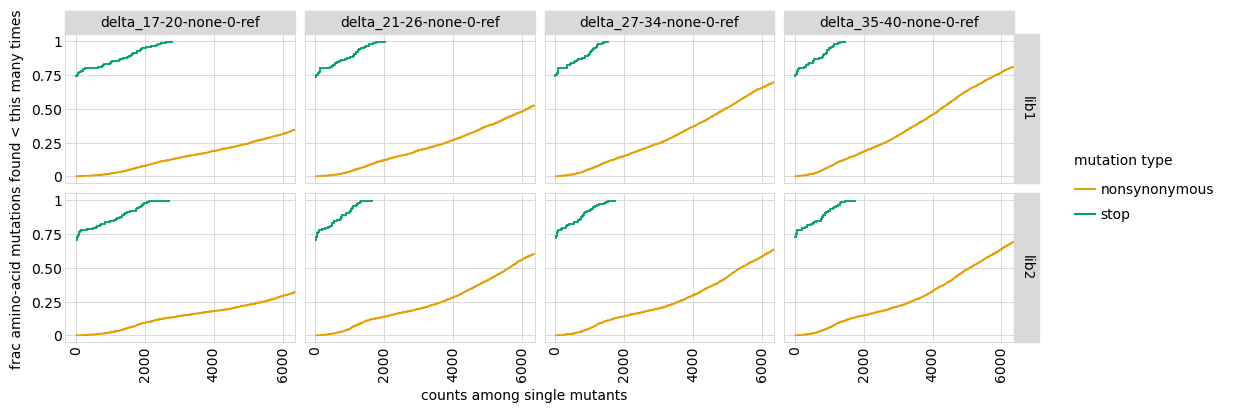 delta_17-20-none-0-ref delta_21-26-none-0-ref delta_27-34-none-0-ref delta_35-40-none-0-ref
frac amino-acid mutations found < this many times
1
0.75
0.50
0.25
0
lib1
1
0.75
0.50
0.25
0
lib2
0 2000 4000 6000 0 2000 4000 6000 0 2000 4000 6000 0 2000 4000 6000
counts among single mutants
mutation type
nonsynonymous
stop